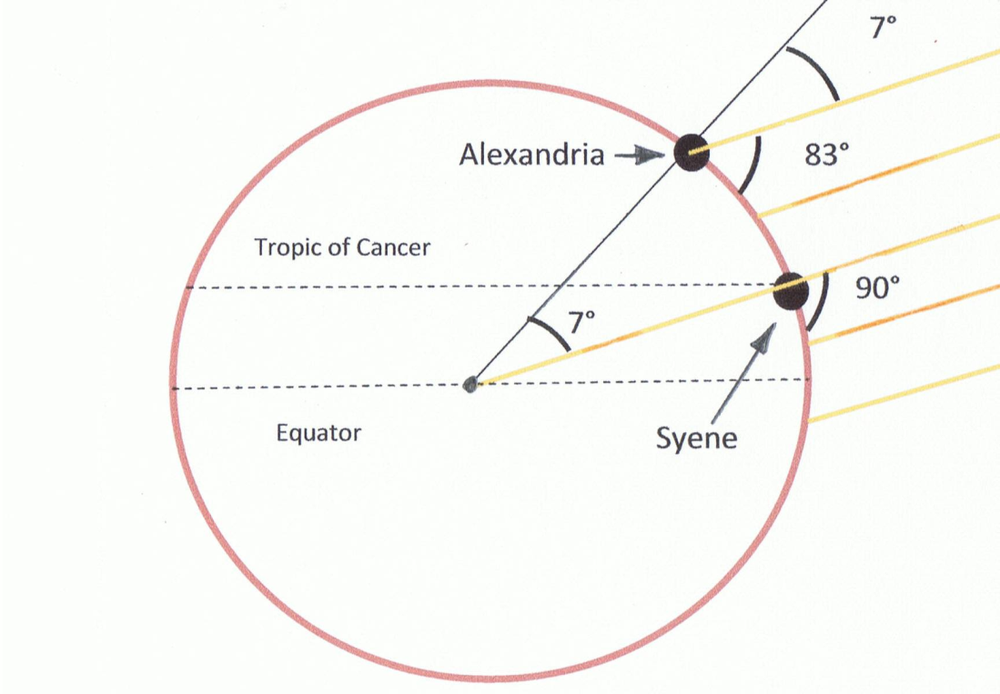 7°
Alexandria
83°
Tropic of Cancer
90°
7°
Equator
Syene